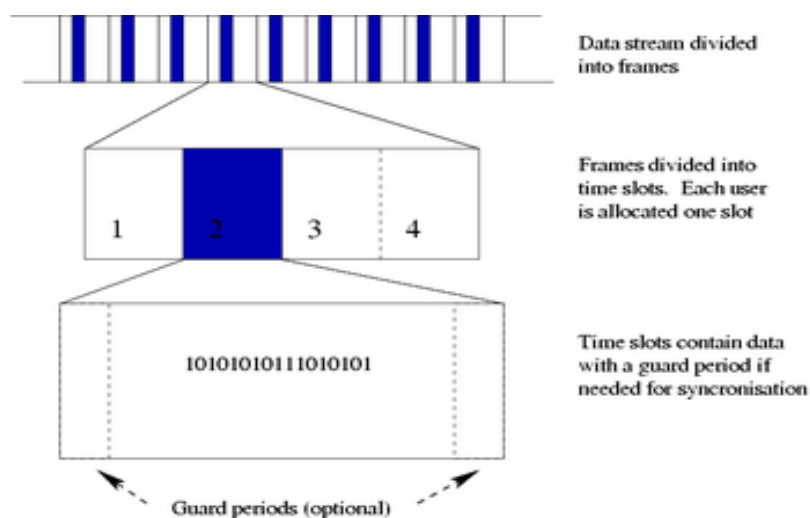 Data stream divided
into frames
Frames divided into
time slots.  Each user
is allocated one slot
1 2 3 4
Time slots contain data
with a guard period if
needed for syncronisation
10101010111010101
Guard periods (optional)